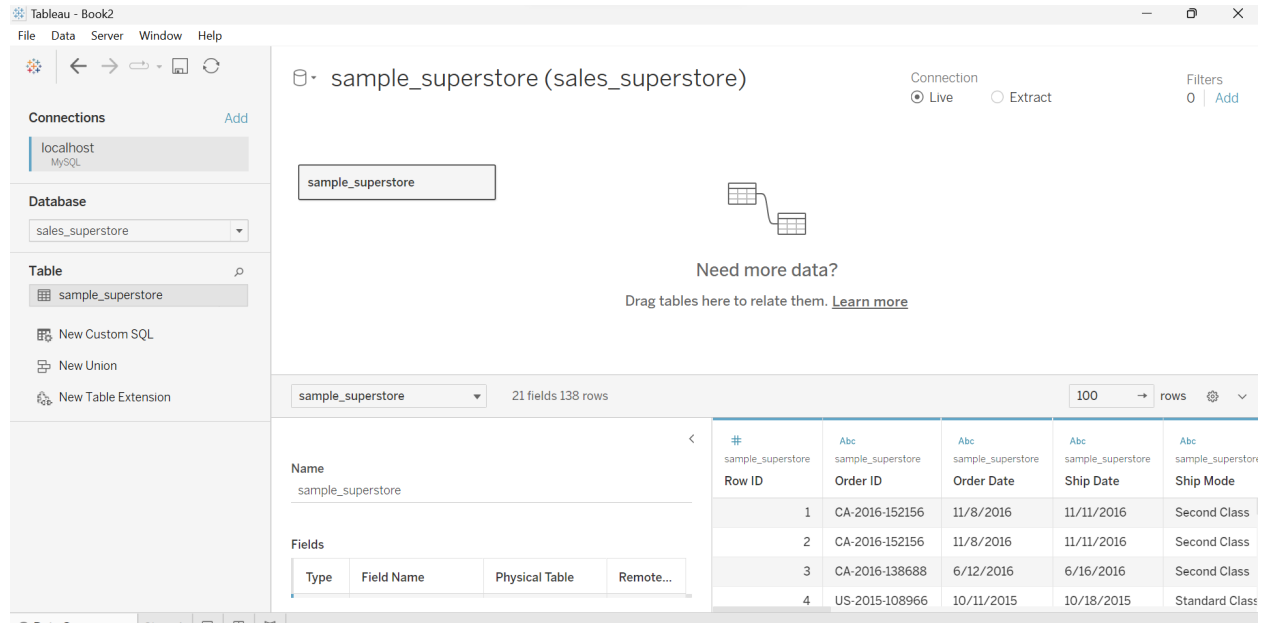 Tableau - Book2
File Data Server Window Help
sample_superstore (sales_superstore)
Connection
Live Extract
Filters
0 Add
Connections Add
localhost
MySQL
Database
sales_superstore
Table
sample_superstore
New Custom SQL
New Union
New Table Extension
sample_superstore
Need more data?
Drag tables here to relate them. Learn more
sample_superstore 21 fields 138 rows 100 → rows
Name
sample_superstore
Fields
Type Field Name Physical Table Remote...
# Abc Abc Abc Abc
sample_superstore sample_superstore sample_superstore sample_superstore sample_superstore
Row ID Order ID Order Date Ship Date Ship Mode
1 CA-2016-152156 11/8/2016 11/11/2016 Second Class
2 CA-2016-152156 11/8/2016 11/11/2016 Second Class
3 CA-2016-138688 6/12/2016 6/16/2016 Second Class
4 US-2015-108966 10/11/2015 10/18/2015 Standard Class